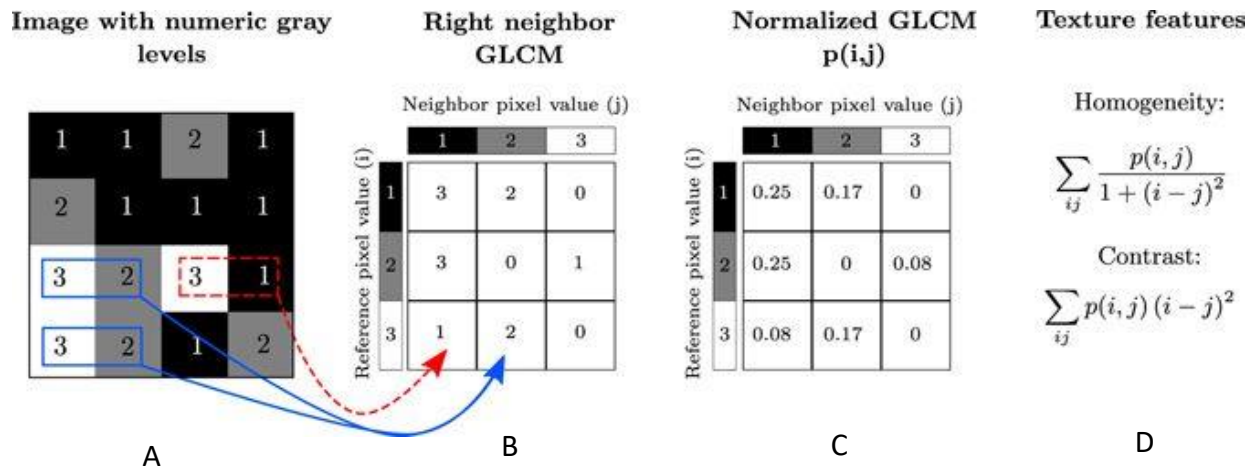 Image with numeric gray
levels
1 1 2 1
2 1 1 1
3 2 3 1
3 2 1 2
A
Right neighbor
GLCM
Neighbor pixel value (j)
1 2 3
Reference pixel value (i)
1 3 2 0
2 3 0 1
3 1 2 0
B
Normalized GLCM
p(i,j)
Neighbor pixel value (j)
1 2 3
Reference pixel value (i)
1 0.25 0.17 0
2 0.25 0 0.08
3 0.08 0.17 0
C
Texture features
Homogeneity:
∑ij p(i, j) / 1 + (i − j)²
Contrast:
∑ij p(i, j) (i − j)²
D